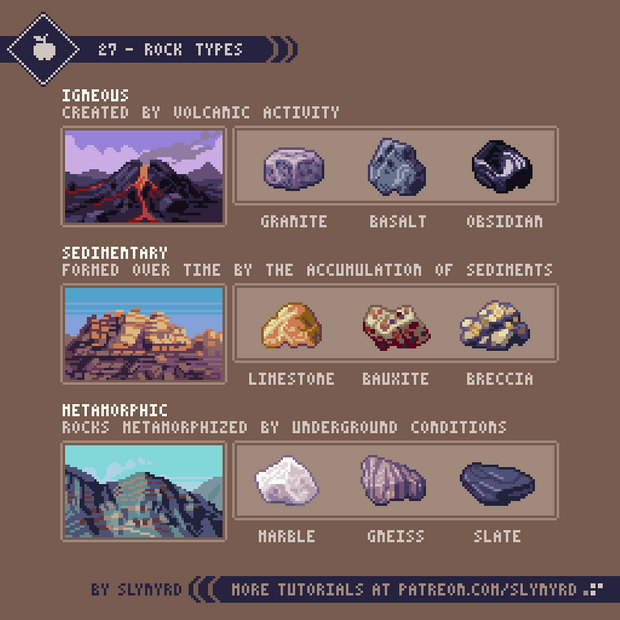 27 - ROCK TYPES
IGNEOUS
CREATED BY VOLCANIC ACTIVITY
GRANITE BASALT OBSIDIAN
SEDIMENTARY
FORMED OVER TIME BY THE ACCUMULATION OF SEDIMENTS
LIMESTONE BAUXITE BRECCIA
METAMORPHIC
ROCKS METAMORPHIZED BY UNDERGROUND CONDITIONS
MARBLE GNEISS SLATE
BY SLYNYRD MORE TUTORIALS AT PATREON.COM/SLYNYRD